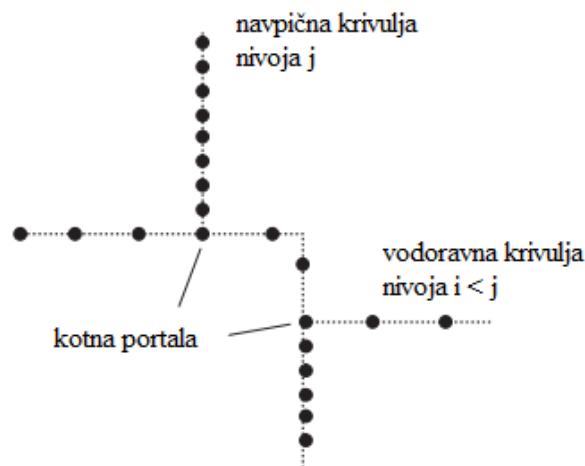 navpična krivulja
nivoja j
vodoravna krivulja
nivoja i < j
kotna portala